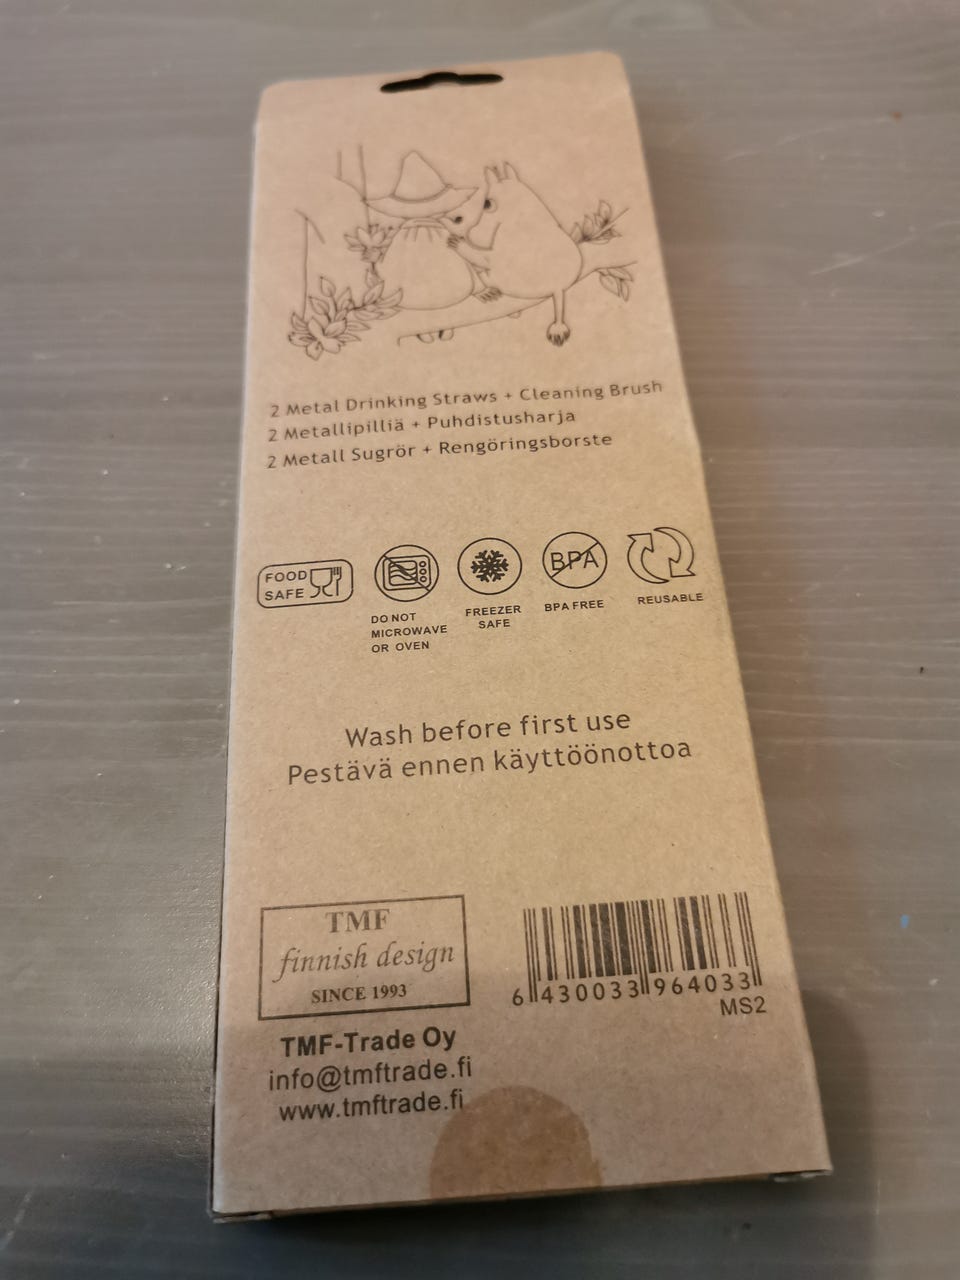 2 Metal Drinking Straws + Cleaning Brush
2 Metallipilliä + Puhdistusharja
2 Metall Sugrör + Rengöringsborste
FOOD
SAFE
BPA
DO NOT
MICROWAVE
OR OVEN
FREEZER
SAFE
BPA FREE
REUSABLE
Wash before first use
Pestävä ennen käyttöönottoa
TMF
finnish design
SINCE 1993
6 430033 964033
MS2
TMF-Trade Oy
info@tmftrade.fi
www.tmftrade.fi